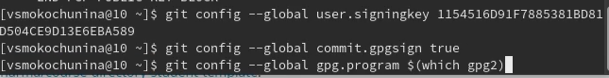 [vsmokochunina@10 ~]$ git config --global user.signingkey 1154516D91F7885381BD81
D504CE9D13E6EBA589
[vsmokochunina@10 ~]$ git config --global commit.gpgsign true
[vsmokochunina@10 ~]$ git config --global gpg.program $(which gpg2)